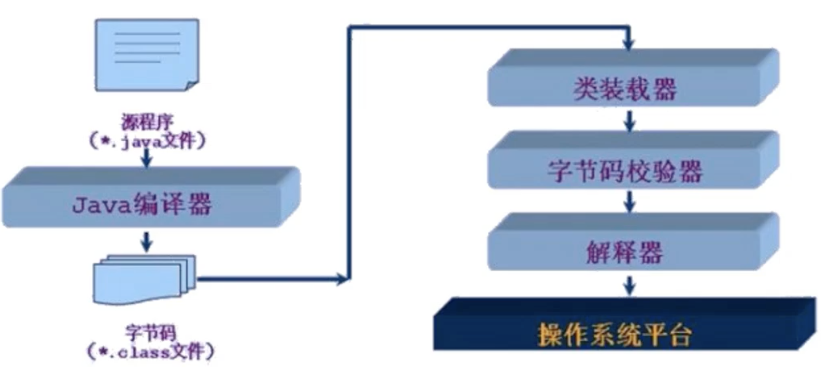 源程序
(*.java文件)
Java编译器
字节码
(*.class文件)
类装载器
字节码校验器
解释器
操作系统平台